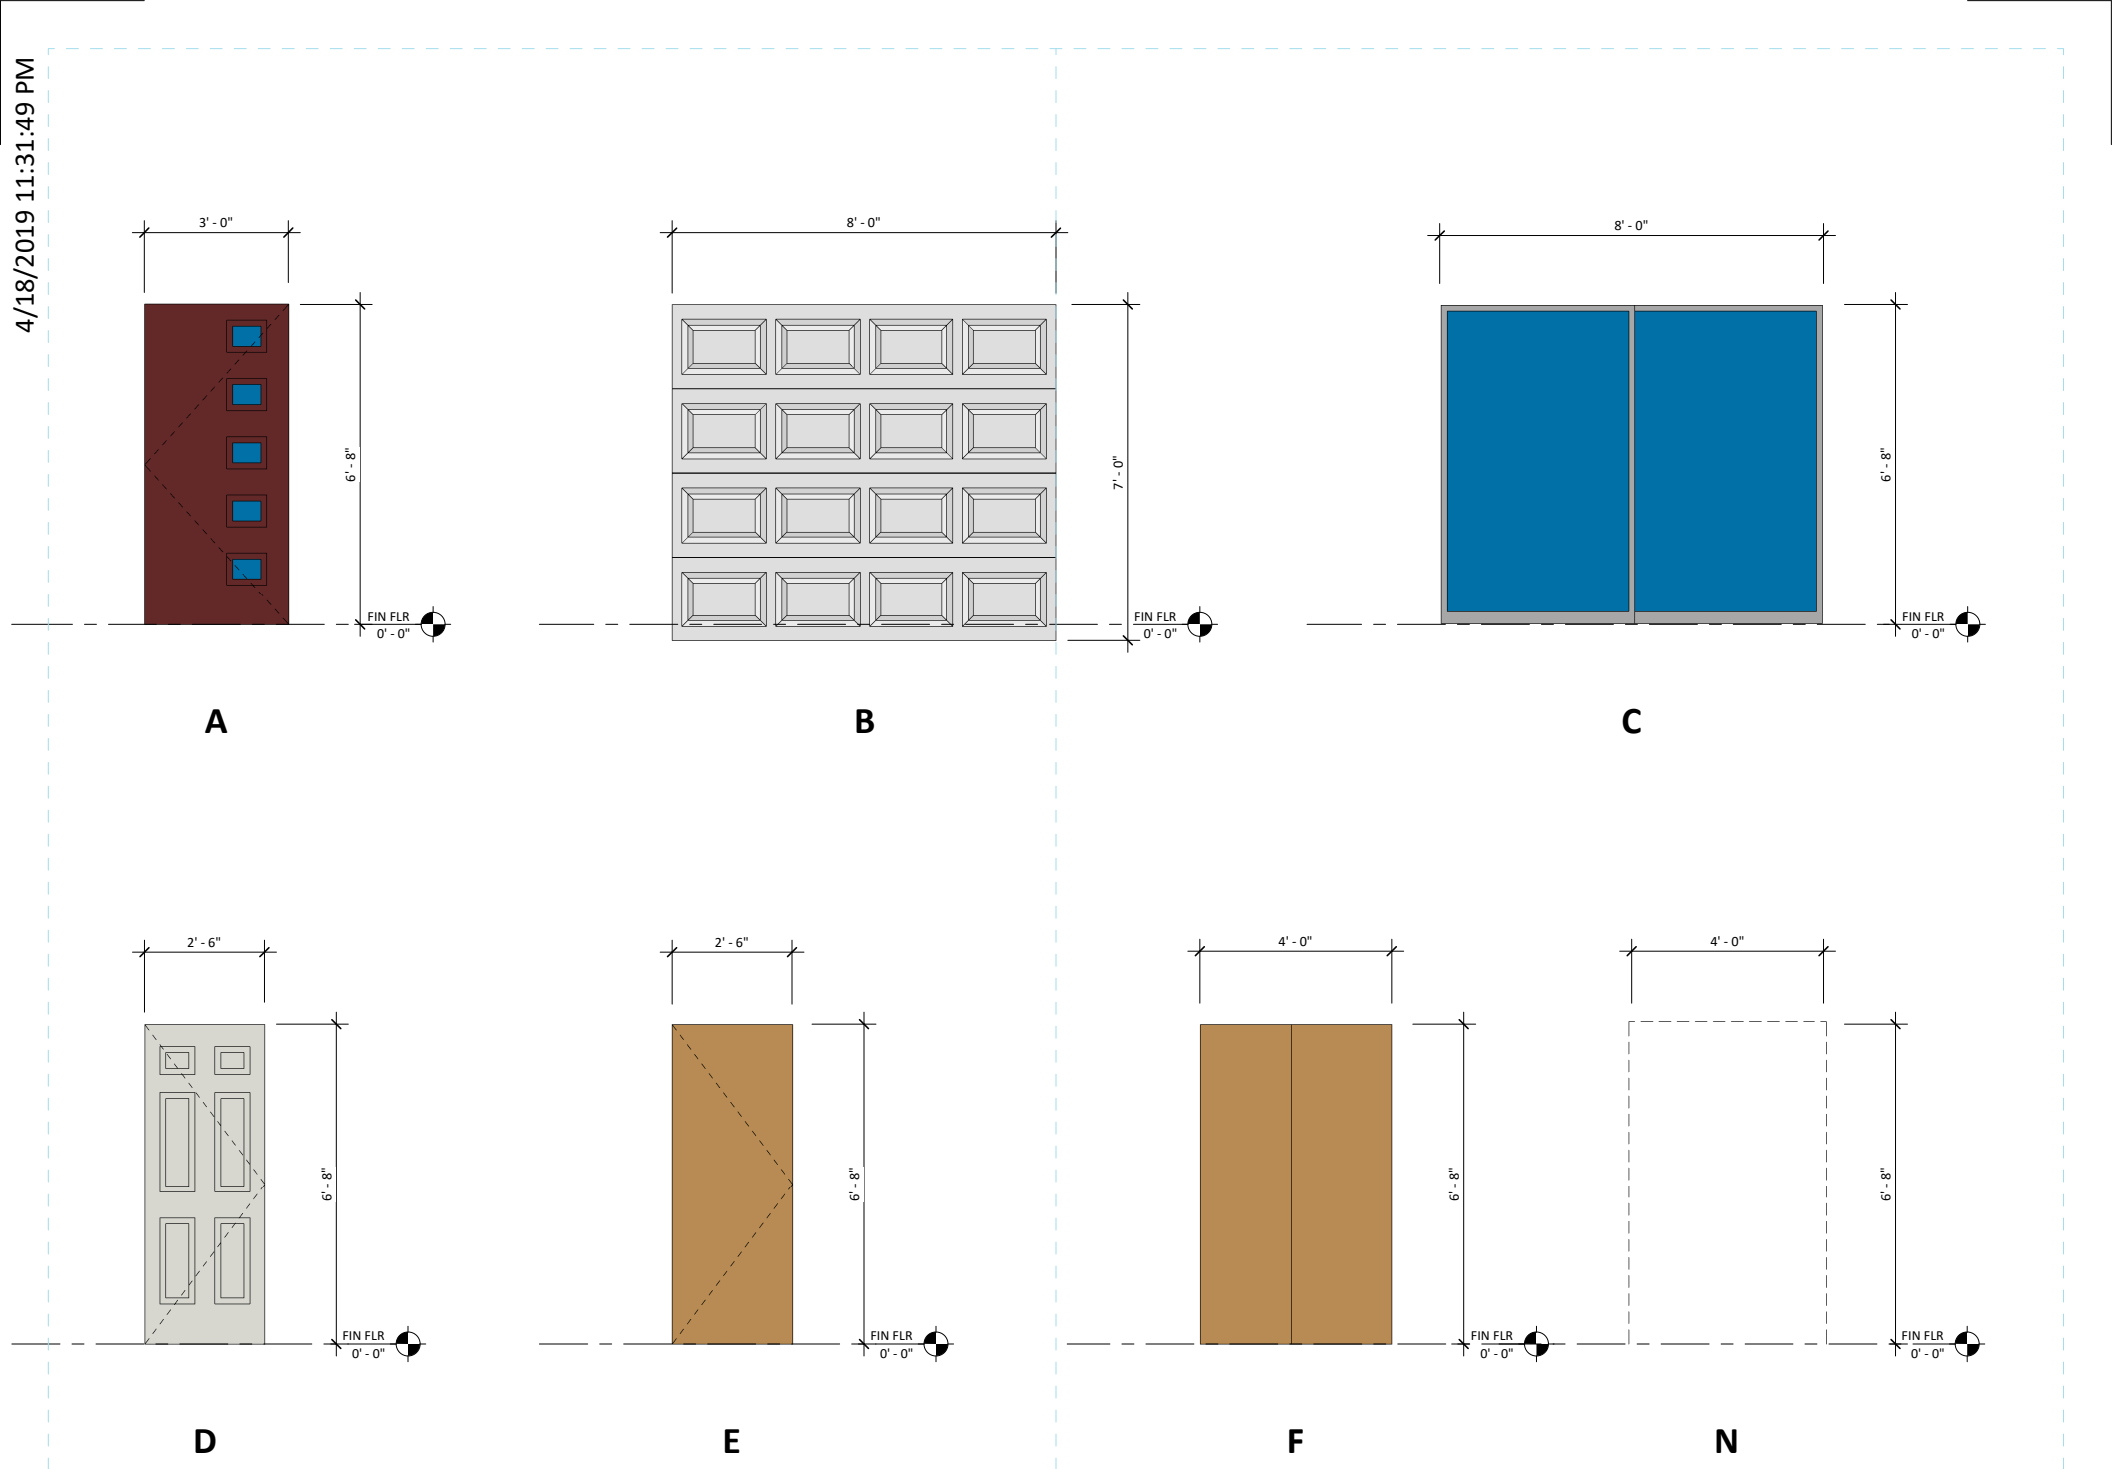 4/18/2019 11:31:49 PM
3' - 0"
6' - 8"
FIN FLR
0' - 0"
A
8' - 0"
7' - 0"
FIN FLR
0' - 0"
B
8' - 0"
6' - 8"
FIN FLR
0' - 0"
C
2' - 6"
6' - 8"
FIN FLR
0' - 0"
D
2' - 6"
6' - 8"
FIN FLR
0' - 0"
E
4' - 0"
6' - 8"
FIN FLR
0' - 0"
F
4' - 0"
6' - 8"
FIN FLR
0' - 0"
N